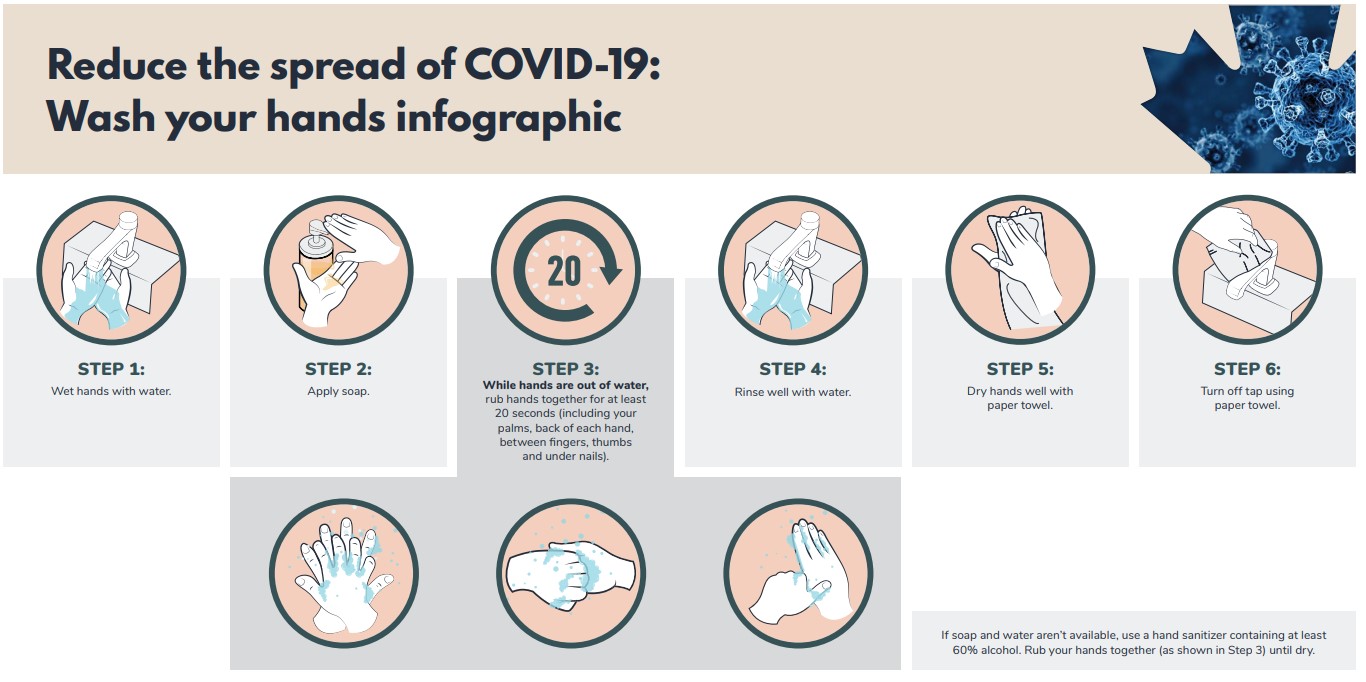 Reduce the spread of COVID-19:
Wash your hands infographic
20
STEP 1:
Wet hands with water.
STEP 2:
Apply soap.
STEP 3:
While hands are out of water,
rub hands together for at least
20 seconds (including your
palms, back of each hand,
between fingers, thumbs
and under nails).
STEP 4:
Rinse well with water.
STEP 5:
Dry hands well with
paper towel.
STEP 6:
Turn off tap using
paper towel.
If soap and water aren't available, use a hand sanitizer containing at least
60% alcohol. Rub your hands together (as shown in Step 3) until dry.